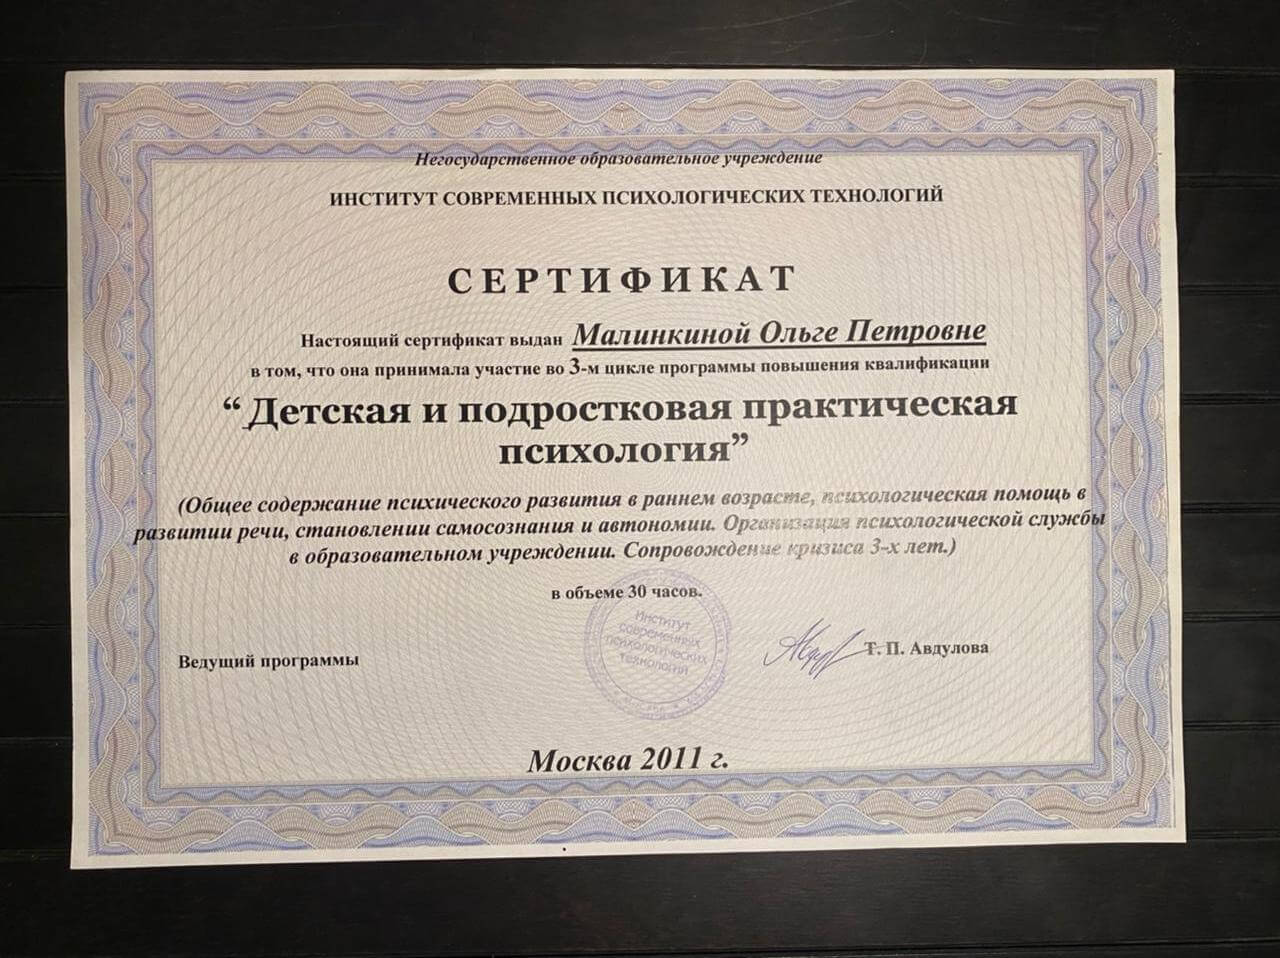 Негосударственное образовательное учреждение
ИНСТИТУТ СОВРЕМЕННЫХ ПСИХОЛОГИЧЕСКИХ ТЕХНОЛОГИЙ
СЕРТИФИКАТ
Настоящий сертификат выдан Малинкиной Ольге Петровне
в том, что она принимала участие во 3-м цикле программы повышения квалификации
“ Детская и подростковая практическая
психология”
(Общее содержание психического развития в раннем возрасте, психологическая помощь в
развитии речи, становлении самосознания и автономии. Организация психологической службы
в образовательном учреждении. Сопровождение кризиса 3-х лет.)
в объеме 30 часов.
Институт
современных
психологических
технологий
Ведущий программы
Т. П. Авдулова
Москва 2011 г.